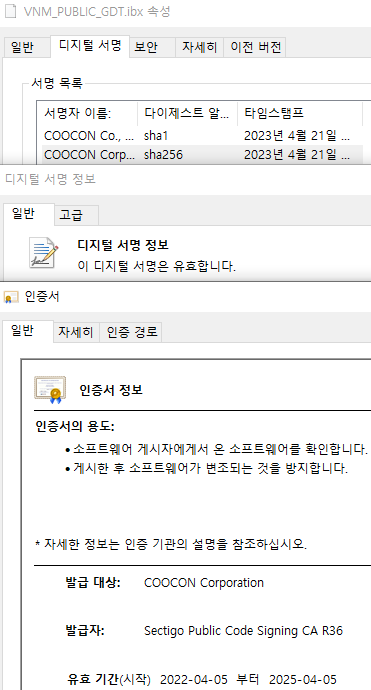 VNM_PUBLIC_GDT.ibx 속성
일반 디지털 서명 보안 자세히 이전 버전
서명 목록
서명자 이름: 다이제스트 알... 타임스탬프
COOCON Co., ... sha1 2023년 4월 21일 ...
COOCON Corp... sha256 2023년 4월 21일 ...
디지털 서명 정보
일반 고급
디지털 서명 정보
이 디지털 서명은 유효합니다.
인증서
일반 자세히 인증 경로
인증서 정보
인증서의 용도:
• 소프트웨어 게시자에게서 온 소프트웨어를 확인합니다.
• 게시한 후 소프트웨어가 변조되는 것을 방지합니다.
* 자세한 정보는 인증 기관의 설명을 참조하십시오.
발급 대상: COOCON Corporation
발급자: Sectigo Public Code Signing CA R36
유효 기간(시작) 2022-04-05 부터 2025-04-05